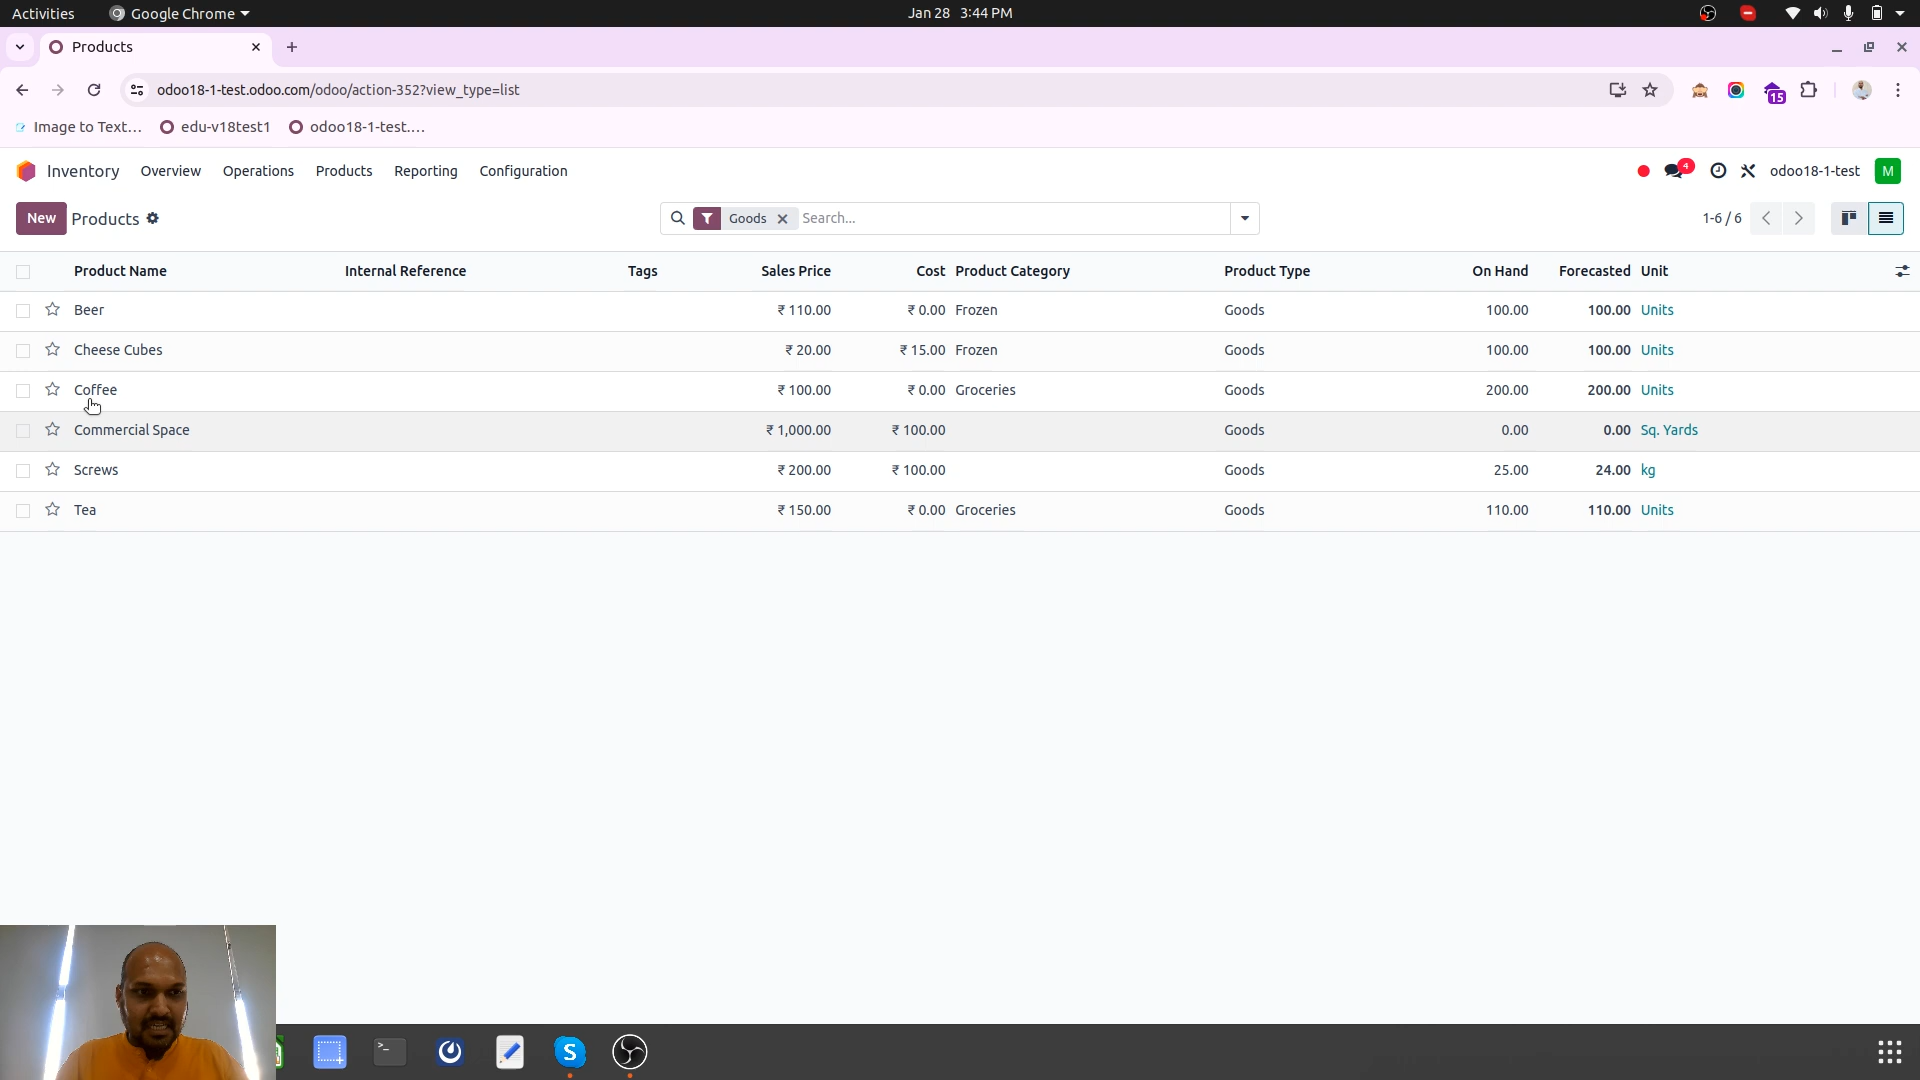 Activities Google Chrome Jan 28 3:44 PM
Products
odoo18-1-test.odoo.com/odoo/action-352?view_type=list 15
Image to Text... edu-v18test1 odoo18-1-test....
Inventory Overview Operations Products Reporting Configuration 4 odoo18-1-test M
New Products Goods Search... 1-6 / 6
Product Name Internal Reference Tags Sales Price Cost Product Category Product Type On Hand Forecasted Unit
Beer ₹ 110.00 ₹ 0.00 Frozen Goods 100.00 100.00 Units
Cheese Cubes ₹ 20.00 ₹ 15.00 Frozen Goods 100.00 100.00 Units
Coffee ₹ 100.00 ₹ 0.00 Groceries Goods 200.00 200.00 Units
Commercial Space ₹ 1,000.00 ₹ 100.00 Goods 0.00 0.00 Sq. Yards
Screws ₹ 200.00 ₹ 100.00 Goods 25.00 24.00 kg
Tea ₹ 150.00 ₹ 0.00 Groceries Goods 110.00 110.00 Units